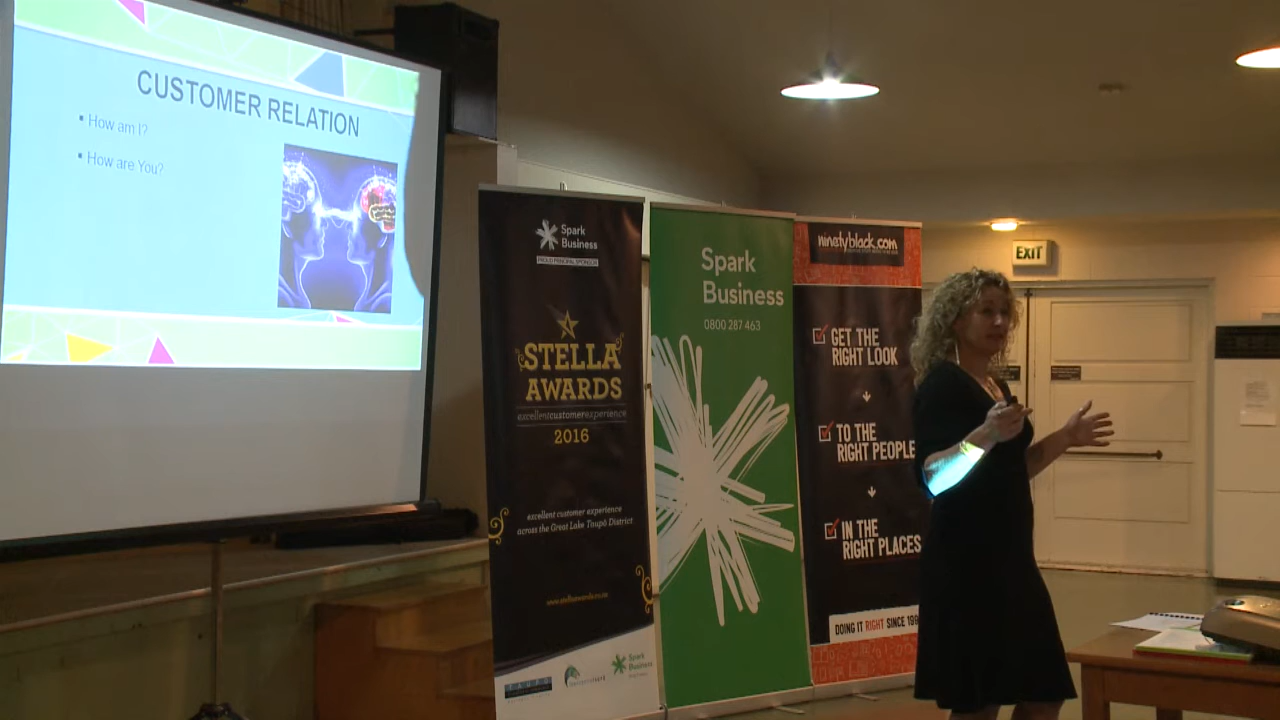 CUSTOMER RELATION
▪ How am I?
▪ How are You?
Spark
Business
PROUD PRINCIPAL SPONSOR
STELLA
AWARDS
excellentcustomerexperience
2016
excellent customer experience
across the Great Lake Taupō District
www.stellaawards.co.nz
Spark
Business
Spark
Business
0800 287 463
ninetyblack.com
GET THE
RIGHT LOOK
TO THE
RIGHT PEOPLE
IN THE
RIGHT PLACES
DOING IT RIGHT SINCE 199
EXIT